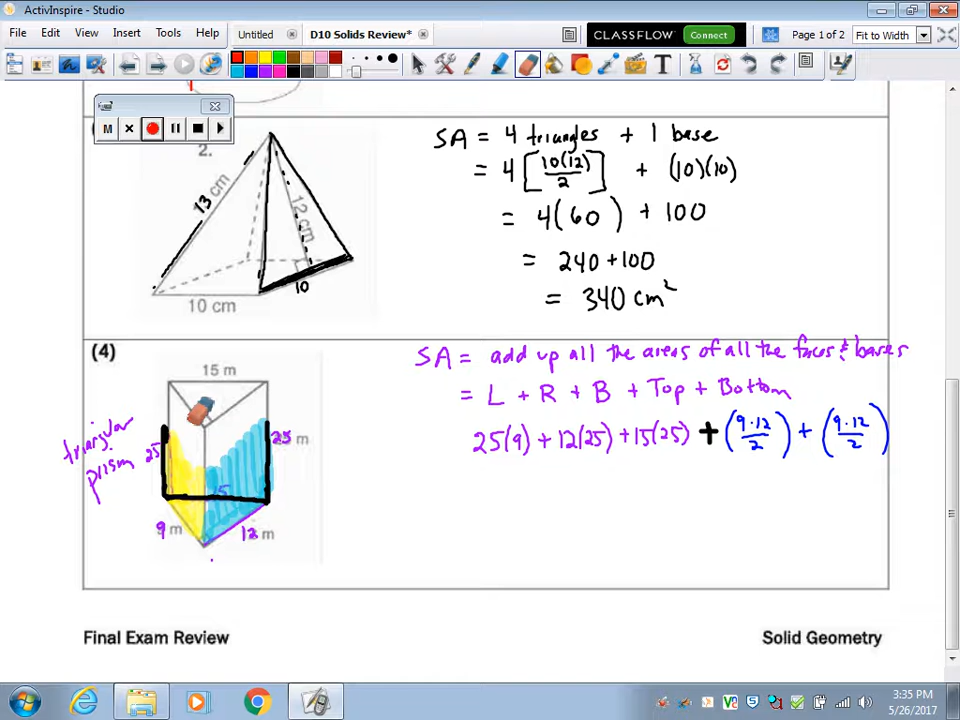 ActivInspire - Studio
File Edit View Insert Tools Help
Untitled
D10 Solids Review*
CLASSFLOW Connect
Page 1 of 2
Fit to Width
M
2.
13 cm
12 cm
10
10 cm
SA = 4 triangles + 1 base
= 4 [10(12)/2] + (10)(10)
= 4(60) + 100
= 240 +100
= 340 cm²
(4)
15 m
triangular prism
25
25 m
15
9 m
12 m
SA = add up all the areas of all the faces & bases
= L + R + B + Top + Bottom
25(9) + 12(25) + 15(25) + (9·12/2) + (9·12/2)
Final Exam Review
Solid Geometry
3:35 PM
5/26/2017